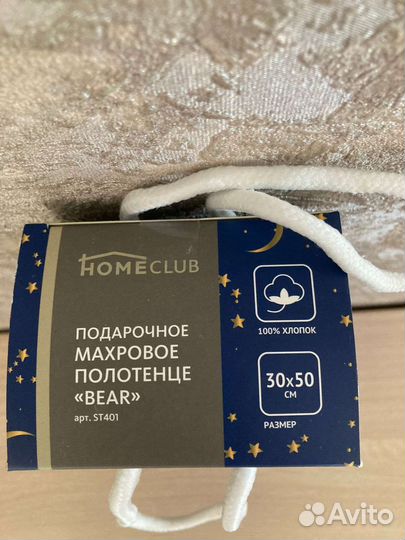 HOMECLUB
ПОДАРОЧНОЕ
МАХРОВОЕ
ПОЛОТЕНЦЕ
«BEAR»
арт. ST401
100% ХЛОПОК
30x50
СМ
РАЗМЕР
Avito